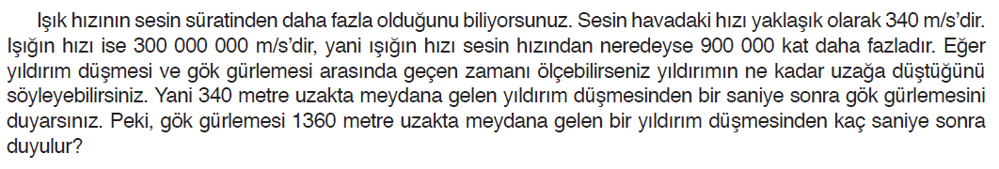 Işık hızının sesin süratinden daha fazla olduğunu biliyorsunuz. Sesin havadaki hızı yaklaşık olarak 340 m/s’dir.
Işığın hızı ise 300 000 000 m/s’dir, yani ışığın hızı sesin hızından neredeyse 900 000 kat daha fazladır. Eğer
yıldırım düşmesi ve gök gürlemesi arasında geçen zamanı ölçebilirseniz yıldırımın ne kadar uzağa düştüğünü
söyleyebilirsiniz. Yani 340 metre uzakta meydana gelen yıldırım düşmesinden bir saniye sonra gök gürlemesini
duyarsınız. Peki, gök gürlemesi 1360 metre uzakta meydana gelen bir yıldırım düşmesinden kaç saniye sonra
duyulur?